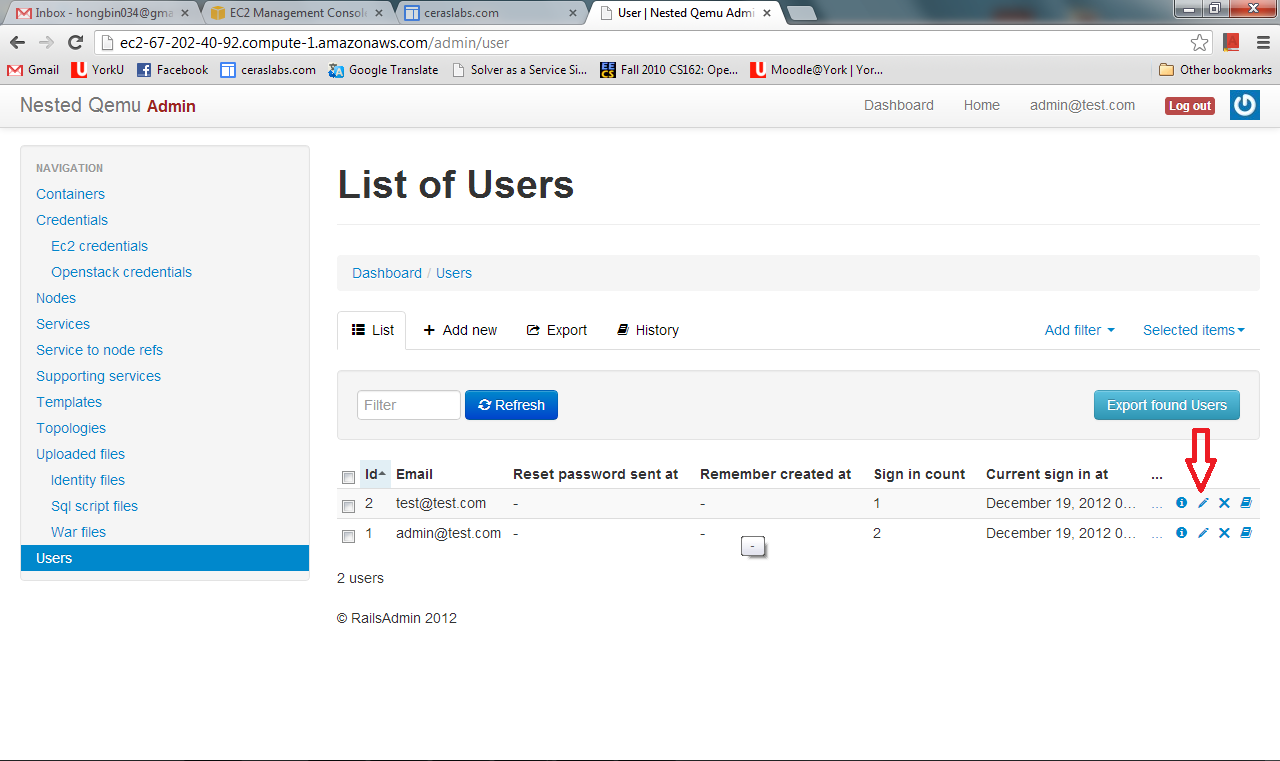 Inbox - hongbin034@gma
EC2 Management Consol
ceraslabs.com
User | Nested Qemu Admi
ec2-67-202-40-92.compute-1.amazonaws.com/admin/user
Gmail
YorkU
Facebook
ceraslabs.com
Google Translate
Solver as a Service Si...
EECS
Fall 2010 CS162: Ope...
Moodle@York | Yor...
Other bookmarks
Nested Qemu Admin
Dashboard
Home
admin@test.com
Log out
NAVIGATION
Containers
Credentials
Ec2 credentials
Openstack credentials
Nodes
Services
Service to node refs
Supporting services
Templates
Topologies
Uploaded files
Identity files
Sql script files
War files
Users
List of Users
Dashboard / Users
List
Add new
Export
History
Add filter
Selected items
Filter
Refresh
Export found Users
Id Email Reset password sent at Remember created at Sign in count Current sign in at ...
2 test@test.com - - 1 December 19, 2012 0... ...
1 admin@test.com - - 2 December 19, 2012 0... ...
-
2 users
© RailsAdmin 2012